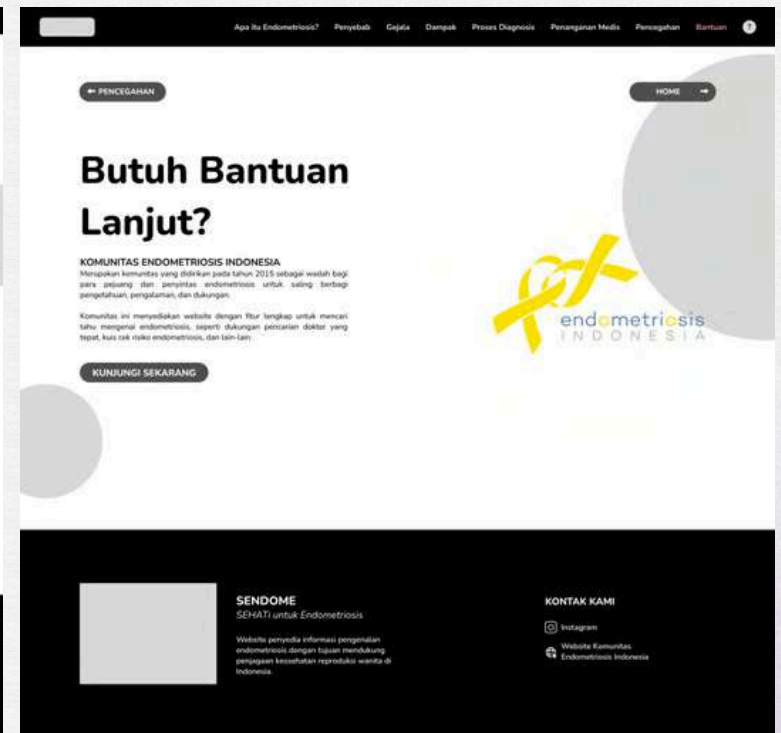 Apa Itu Endometriosis? Penyebab Gejala Dampak Proses Diagnosis Penanganan Medis Pencegahan Bantuan ?
← PENCEGAHAN
HOME →
Butuh Bantuan
Lanjut?
KOMUNITAS ENDOMETRIOSIS INDONESIA
Merupakan komunitas yang didirikan pada tahun 2015 sebagai wadah bagi
para pejuang dan penyintas endometriosis untuk saling berbagi
pengetahuan, pengalaman, dan dukungan.
Komunitas ini menyediakan website dengan fitur lengkap untuk mencari
tahu mengenai endometriosis, seperti dukungan pencarian dokter yang
tepat, kuis cek risiko endometriosis, dan lain-lain.
KUNJUNGI SEKARANG
endometriosis
INDONESIA
SENDOME
SEHATi untuk Endometriosis
Website penyedia informasi pengenalan
endometriosis dengan tujuan mendukung
penjagaan kesehatan reproduksi wanita di
Indonesia.
KONTAK KAMI
Instagram
Website Komunitas
Endometriosis Indonesia